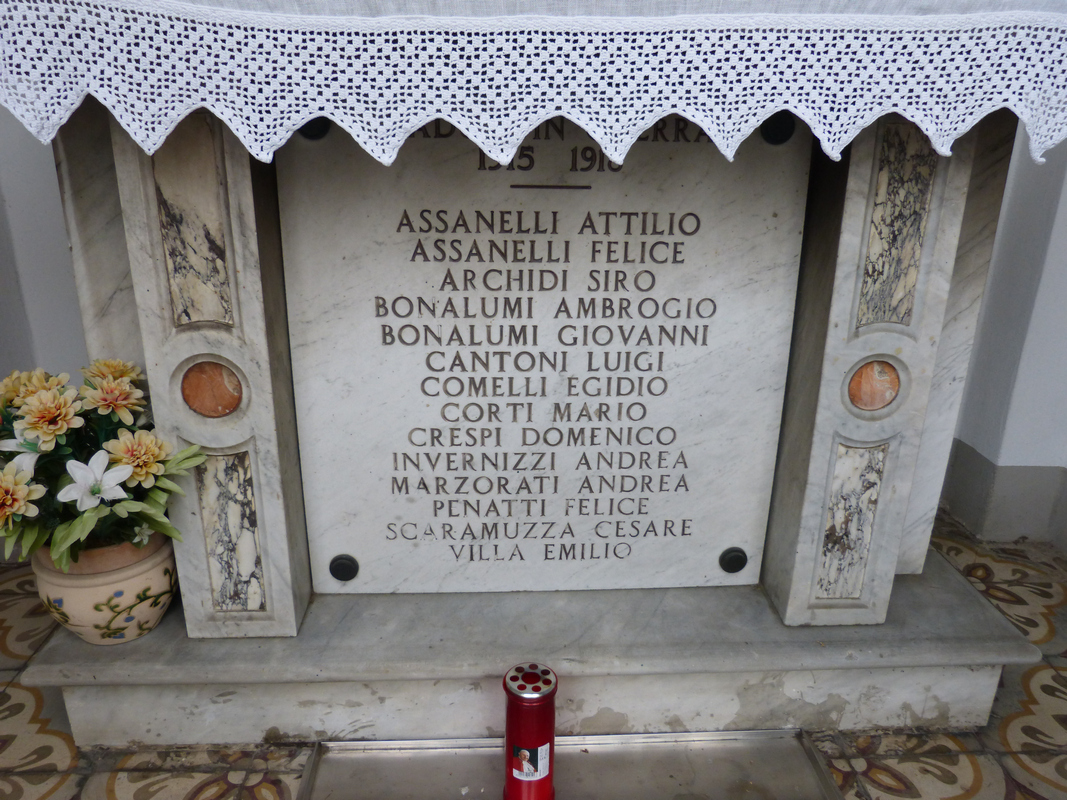 IN
1915 1918
ASSANELLI ATTILIO
ASSANELLI FELICE
ARCHIDI SIRO
BONALUMI AMBROGIO
BONALUMI GIOVANNI
CANTONI LUIGI
COMELLI EGIDIO
CORTI MARIO
CRESPI DOMENICO
INVERNIZZI ANDREA
MARZORATI ANDREA
PENATTI FELICE
SCARAMUZZA CESARE
VILLA EMILIO